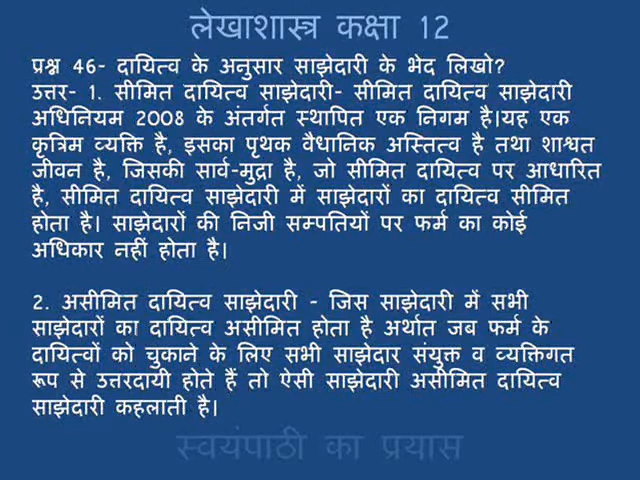 लेखाशास्त्र कक्षा 12
प्रश्न 46- दायित्व के अनुसार साझेदारी के भेद लिखो?
उत्तर- 1. सीमित दायित्व साझेदारी- सीमित दायित्व साझेदारी
अधिनियम 2008 के अंतर्गत स्थापित एक निगम है।यह एक
कृत्रिम व्यक्ति है, इसका पृथक वैधानिक अस्तित्व है तथा शाश्वत
जीवन है, जिसकी सार्व-मुद्रा है, जो सीमित दायित्व पर आधारित
है, सीमित दायित्व साझेदारी में साझेदारों का दायित्व सीमित
होता है। साझेदारों की निजी सम्पतियों पर फर्म का कोई
अधिकार नहीं होता है।
2. असीमित दायित्व साझेदारी - जिस साझेदारी में सभी
साझेदारों का दायित्व असीमित होता है अर्थात जब फर्म के
दायित्वों को चुकाने के लिए सभी साझेदार संयुक्त व व्यक्तिगत
रूप से उत्तरदायी होते हैं तो ऐसी साझेदारी असीमित दायित्व
साझेदारी कहलाती है।
स्वयंपाठी का प्रयास